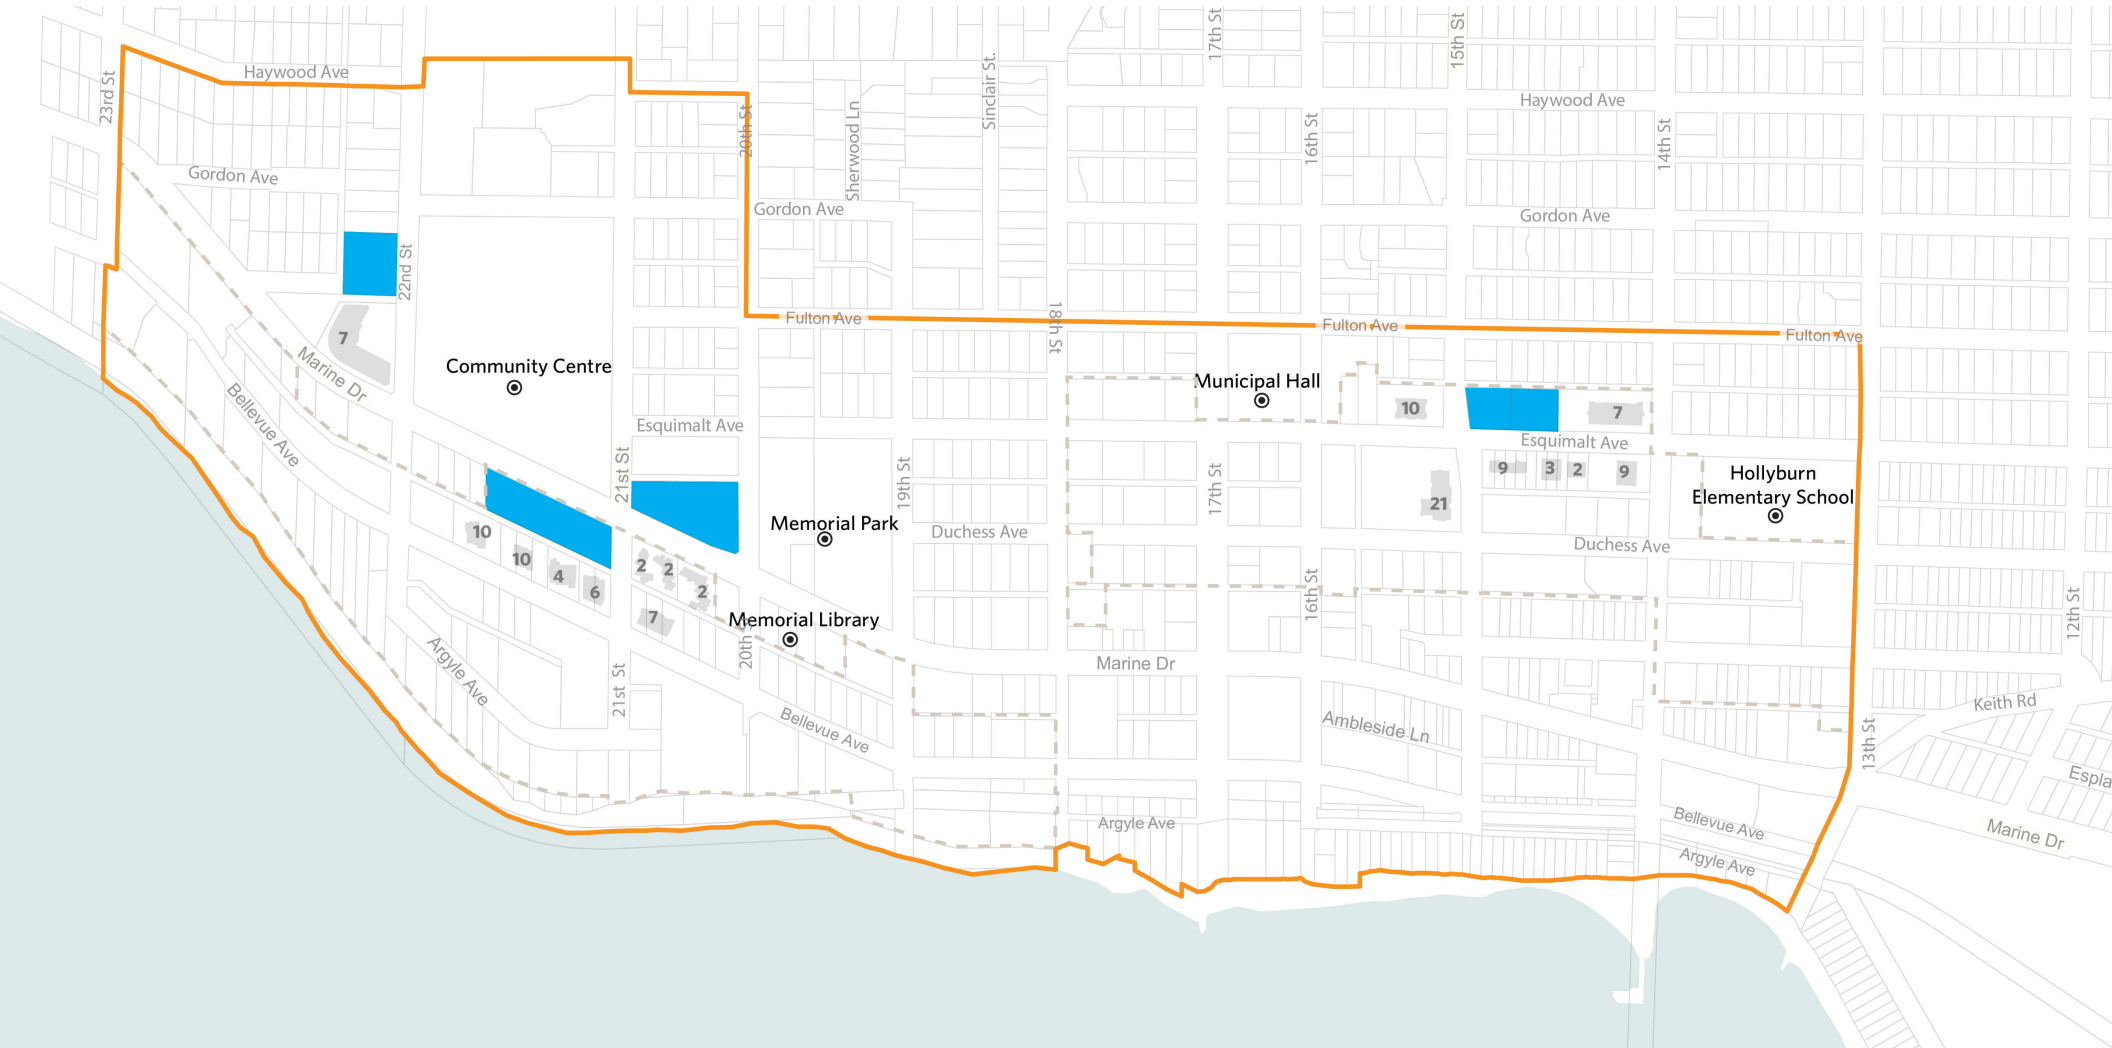 17th St
15th St
Haywood Ave
23rd St
Sinclair St.
Haywood Ave
20th St
Sherwood Ln
16th St
14th St
Gordon Ave
Gordon Ave
Gordon Ave
22nd St
18th St
Fulton Ave
Fulton Ave
Fulton Ave
7
Marine Dr
Community Centre
Municipal Hall
10
7
Bellevue Ave
Esquimalt Ave
Esquimalt Ave
21st St
19th St
17th St
9
3
2
9
Hollyburn
Elementary School
21
Memorial Park
Duchess Ave
Duchess Ave
10
10
4
6
2
2
2
7
Memorial Library
20th S
16th St
12th St
Marine Dr
Argyle Ave
21st St
Bellevue Ave
Ambleside Ln
Keith Rd
13th St
Espla
Argyle Ave
Bellevue Ave
Marine Dr
Argyle Ave